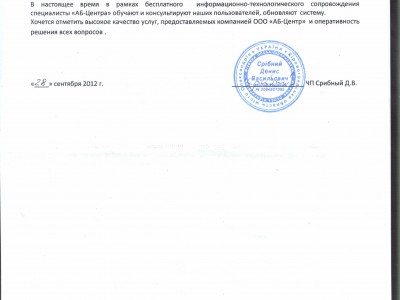 В настоящее время в рамках бесплатного информационно-технологического сопровождения
специалисты «АБ-Центра» обучают и консультируют наших пользователей, обновляют систему.
Хочется отметить высокое качество услуг, предоставляемых компанией ООО «АБ-Центр» и оперативность
решения всех вопросов .
«28» сентября 2012 г.
Срібний
Денис
Васильович
ЧП Срибный Д.В.